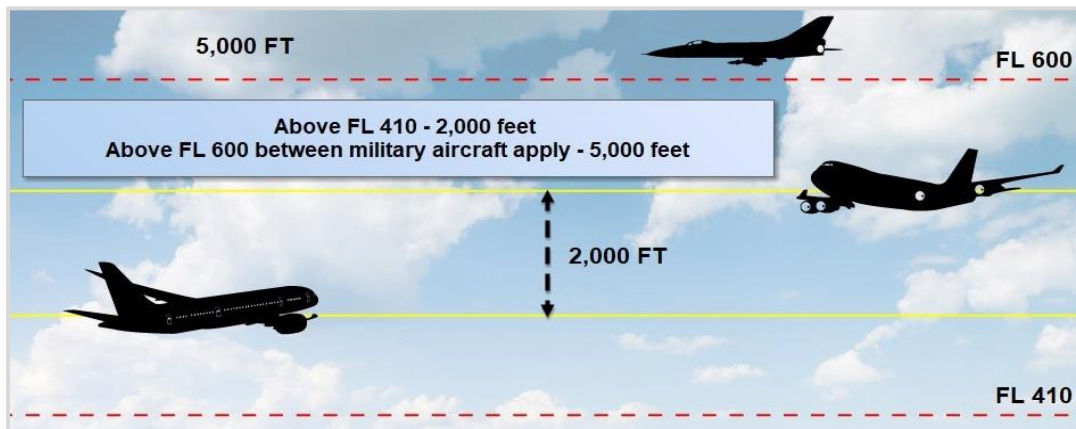 5,000 FT
FL 600
Above FL 410 - 2,000 feet
Above FL 600 between military aircraft apply - 5,000 feet
2,000 FT
FL 410